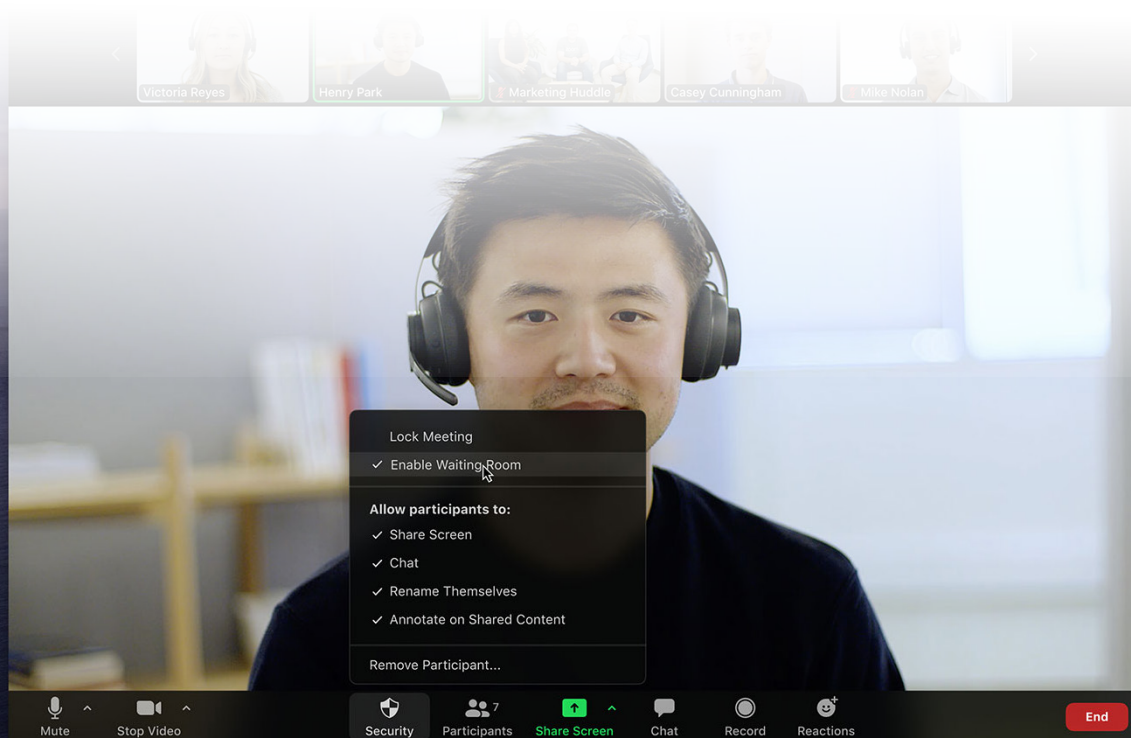 Victoria Reyes
Henry Park
Marketing Huddle
Casey Cunningham
Mike Nolan
Lock Meeting
Enable Waiting Room
Allow participants to:
Share Screen
Chat
Rename Themselves
Annotate on Shared Content
Remove Participant...
7
Mute
Stop Video
Security
Participants
Share Screen
Chat
Record
Reactions
End